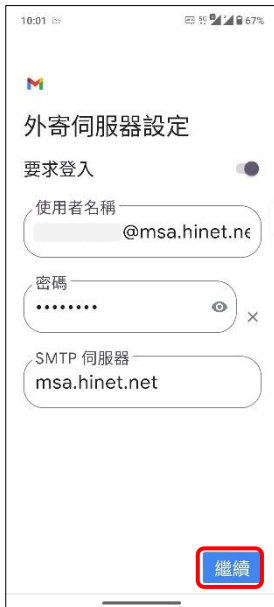 10:01
5G
67%
外寄伺服器設定
要求登入
使用者名稱
@msa.hinet.ne
密碼
••••••••
SMTP 伺服器
msa.hinet.net
繼續